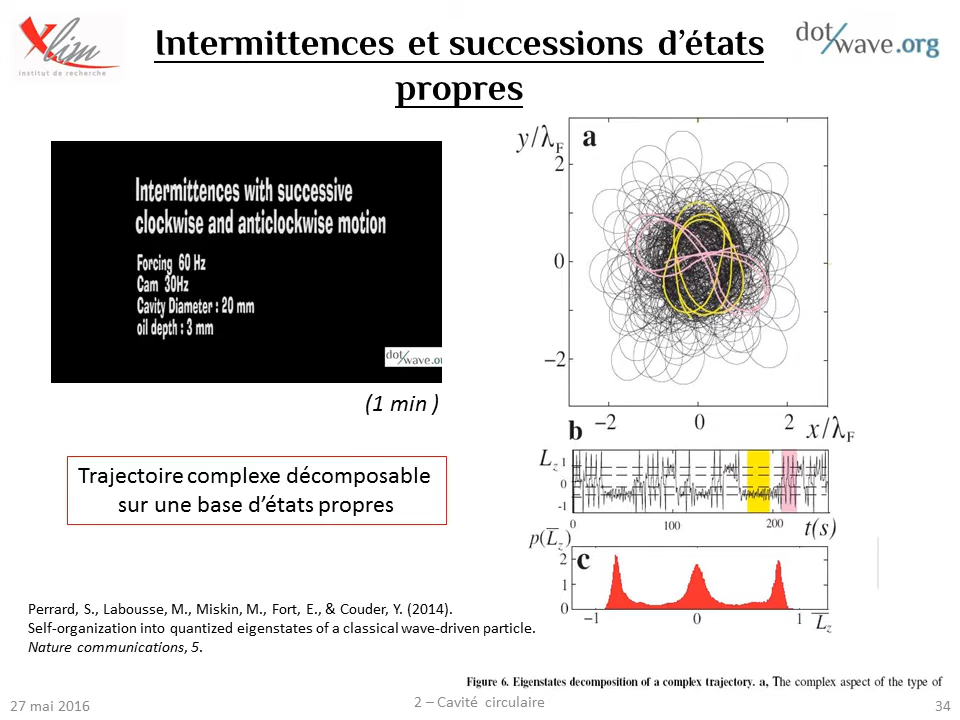 Xlim
institut de recherche
Intermittences et successions d'états
propres
dot/wave.org
Intermittences with successive
clockwise and anticlockwise motion
Forcing 60 Hz
Cam 30Hz
Cavity Diameter : 20 mm
oil depth : 3 mm
dot/wave.or
(1 min )
Trajectoire complexe décomposable
sur une base d'états propres
Perrard, S., Labousse, M., Miskin, M., Fort, E., & Couder, Y. (2014).
Self-organization into quantized eigenstates of a classical wave-driven particle.
Nature communications, 5.
y/λF
a
2
0
−2
−2 0 2 x/λF
b
Lz
1
0
-1
0 100 200 t(s)
p(L̅z)
c
2
1
0
−1 0 1 L̅z
Figure 6. Eigenstates decomposition of a complex trajectory. a, The complex aspect of the type of
27 mai 2016
2 – Cavité circulaire
34